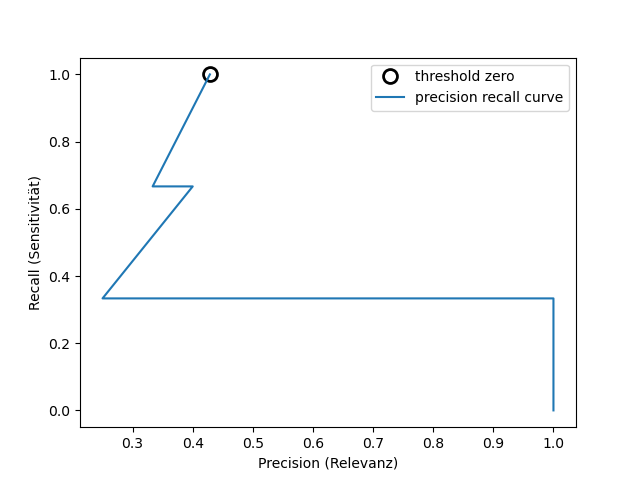 threshold zero
precision recall curve
1.0
0.8
0.6
0.4
0.2
0.0
Recall (Sensitivität)
0.3 0.4 0.5 0.6 0.7 0.8 0.9 1.0
Precision (Relevanz)